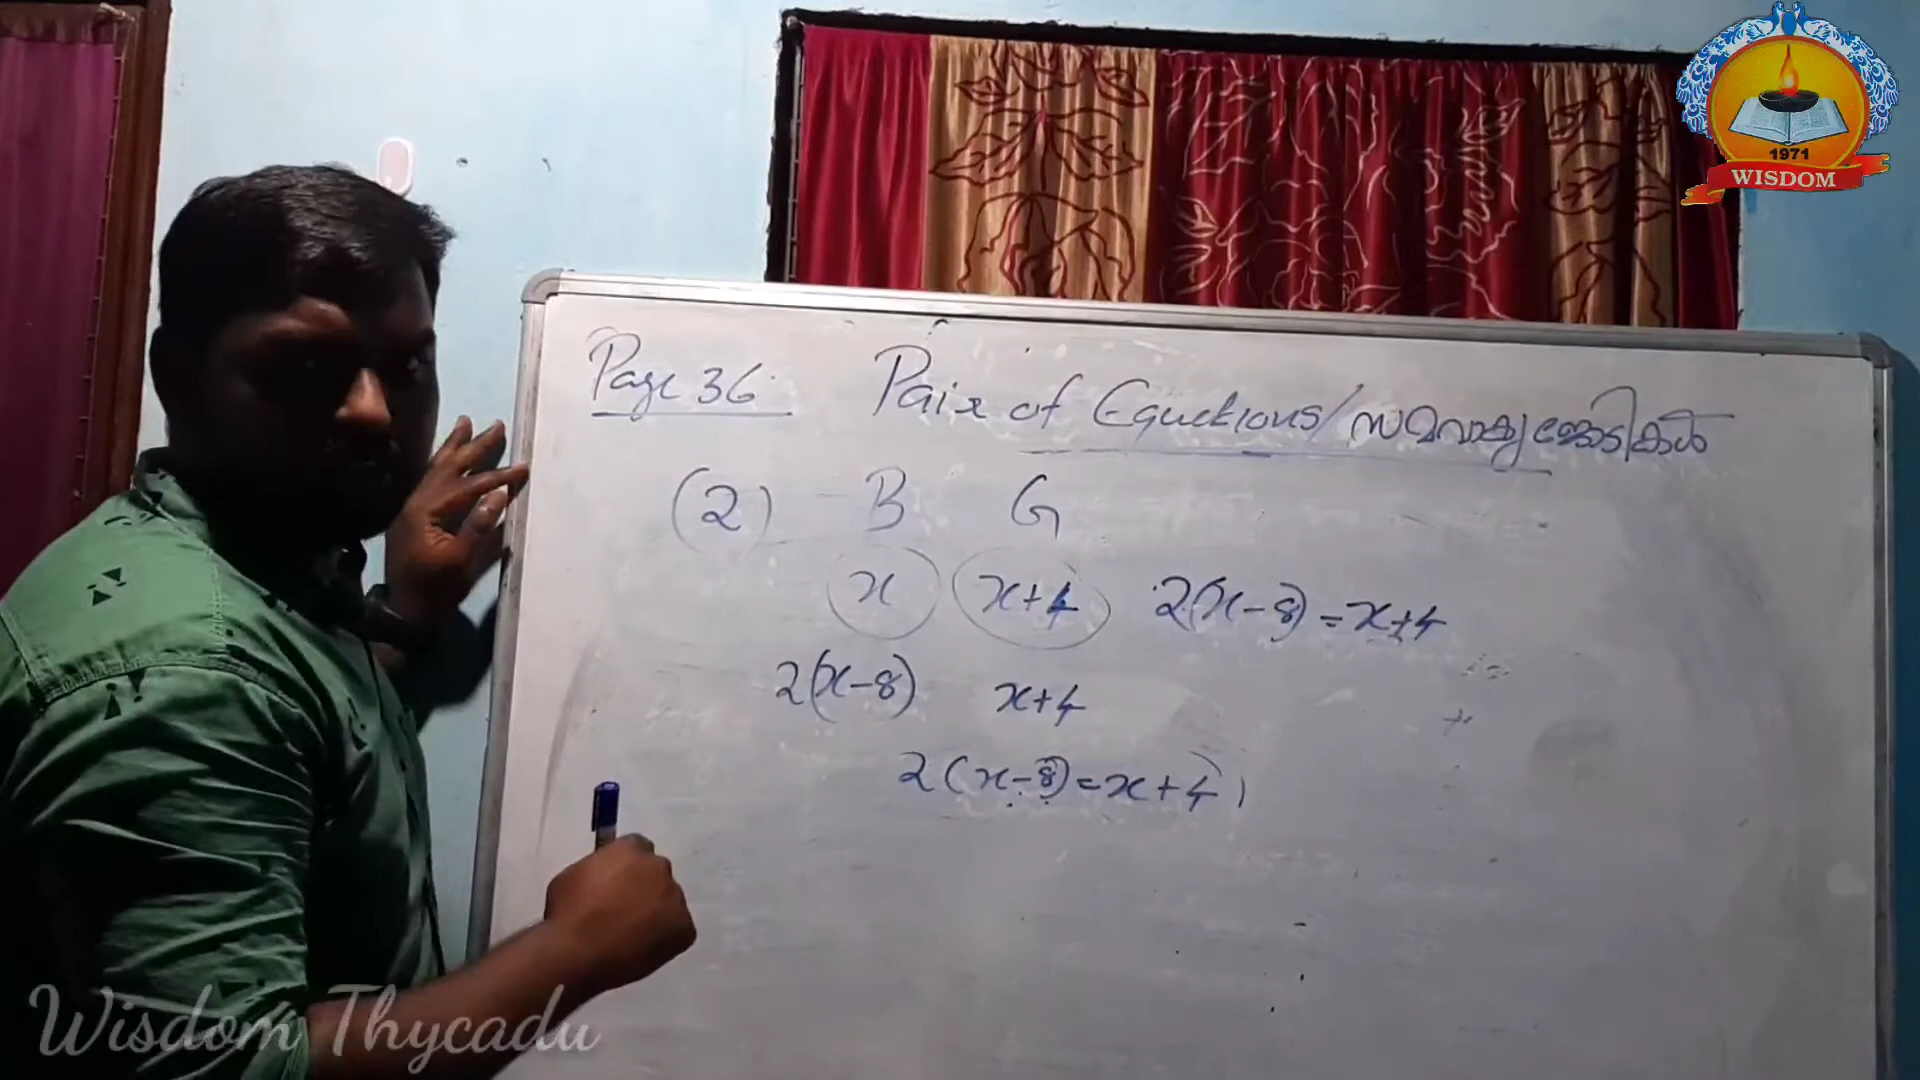 1971
WISDOM
Page 36 Pair of Equations/സമവാക്യജോടികൾ
(2) B G
x x+4 2(x-8)=x+4
2(x-8) x+4
2(x-8)=x+4
Wisdom Thycadu